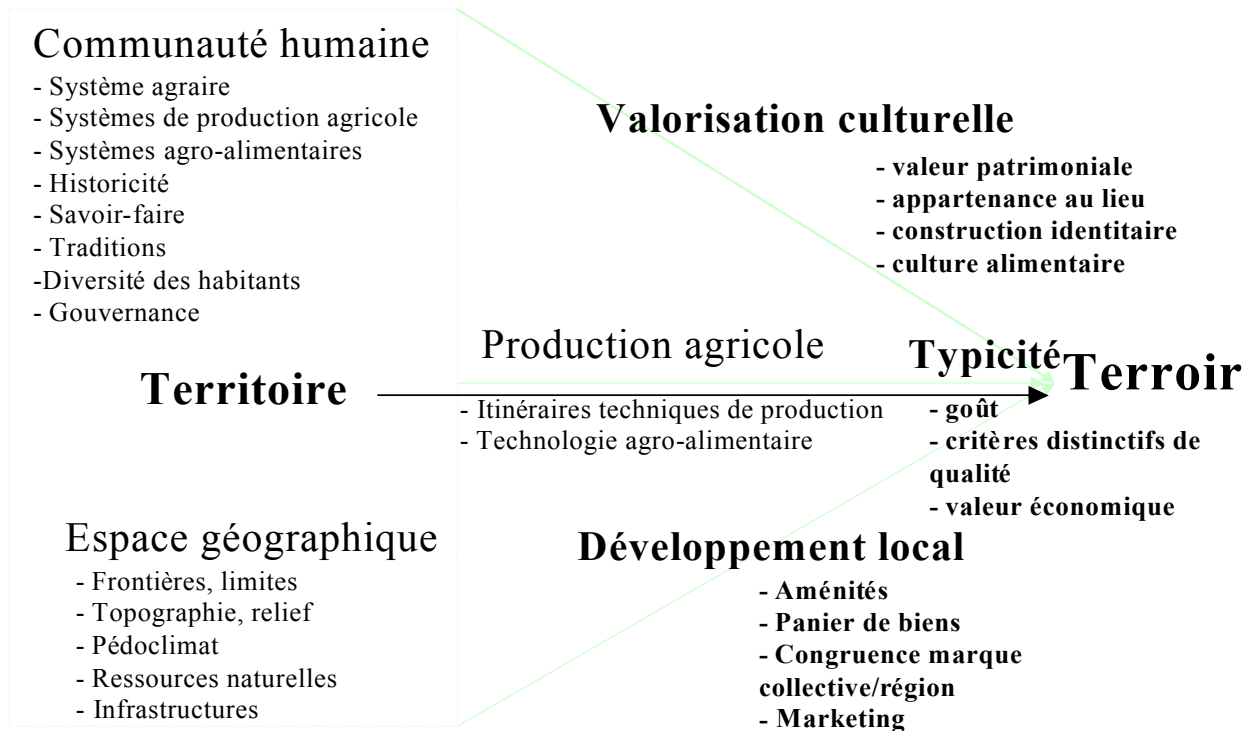 Communauté humaine
- Système agraire
- Systèmes de production agricole
- Systèmes agro-alimentaires
- Historicité
- Savoir-faire
- Traditions
-Diversité des habitants
- Gouvernance
Valorisation culturelle
- valeur patrimoniale
- appartenance au lieu
- construction identitaire
- culture alimentaire
Territoire
Production agricole
- Itinéraires techniques de production
- Technologie agro-alimentaire
Typicité
- goût
- critères distinctifs de
qualité
- valeur économique
Terroir
Espace géographique
- Frontières, limites
- Topographie, relief
- Pédoclimat
- Ressources naturelles
- Infrastructures
Développement local
- Aménités
- Panier de biens
- Congruence marque
collective/région
- Marketing